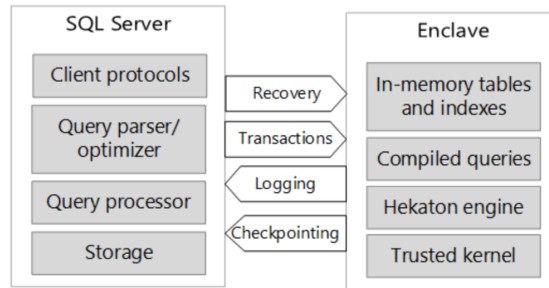 SQL Server
Client protocols
Query parser/
optimizer
Query processor
Storage
Recovery
Transactions
Logging
Checkpointing
Enclave
In-memory tables
and indexes
Compiled queries
Hekaton engine
Trusted kernel